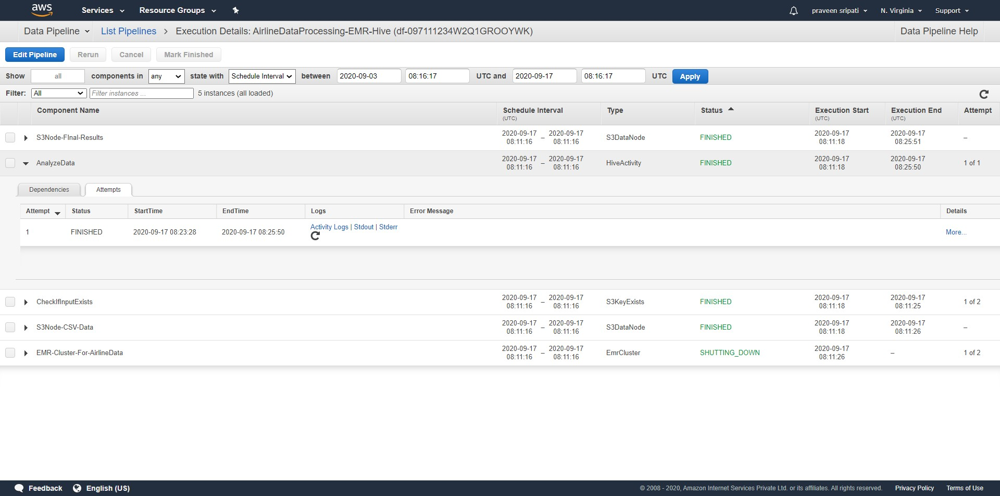 aws Services Resource Groups praveen sripati N. Virginia Support
Data Pipeline List Pipelines > Execution Details: AirlineDataProcessing-EMR-Hive (df-097111234W2Q1GROOYWK) Data Pipeline Help
Edit Pipeline Rerun Cancel Mark Finished
Show all components in any state with Schedule Interval between 2020-09-03 08:16:17 UTC and 2020-09-17 08:16:17 UTC Apply
Filter: All Filter instances ... 5 instances (all loaded)
Component Name Schedule Interval Type Status Execution Start Execution End Attempt
(UTC) (UTC) (UTC)
S3Node-FInal-Results 2020-09-17 08:11:16 – 2020-09-17 08:11:16 S3DataNode FINISHED 2020-09-17 08:11:18 2020-09-17 08:25:51 –
AnalyzeData 2020-09-17 08:11:16 – 2020-09-17 08:11:16 HiveActivity FINISHED 2020-09-17 08:11:18 2020-09-17 08:25:50 1 of 1
Dependencies Attempts
Attempt Status StartTime EndTime Logs Error Message Details
1 FINISHED 2020-09-17 08:23:28 2020-09-17 08:25:50 Activity Logs | Stdout | Stderr More...
CheckIfInputExists 2020-09-17 08:11:16 – 2020-09-17 08:11:16 S3KeyExists FINISHED 2020-09-17 08:11:18 2020-09-17 08:11:25 1 of 2
S3Node-CSV-Data 2020-09-17 08:11:16 – 2020-09-17 08:11:16 S3DataNode FINISHED 2020-09-17 08:11:18 2020-09-17 08:11:26 –
EMR-Cluster-For-AirlineData 2020-09-17 08:11:16 – 2020-09-17 08:11:16 EmrCluster SHUTTING_DOWN 2020-09-17 08:11:26 – 1 of 2
Feedback English (US) © 2008 - 2020, Amazon Internet Services Private Ltd. or its affiliates. All rights reserved. Privacy Policy Terms of Use